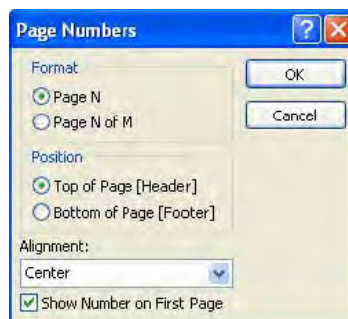 Page Numbers
Format
Page N
Page N of M
OK
Cancel
Position
Top of Page [Header]
Bottom of Page [Footer]
Alignment:
Center
Show Number on First Page